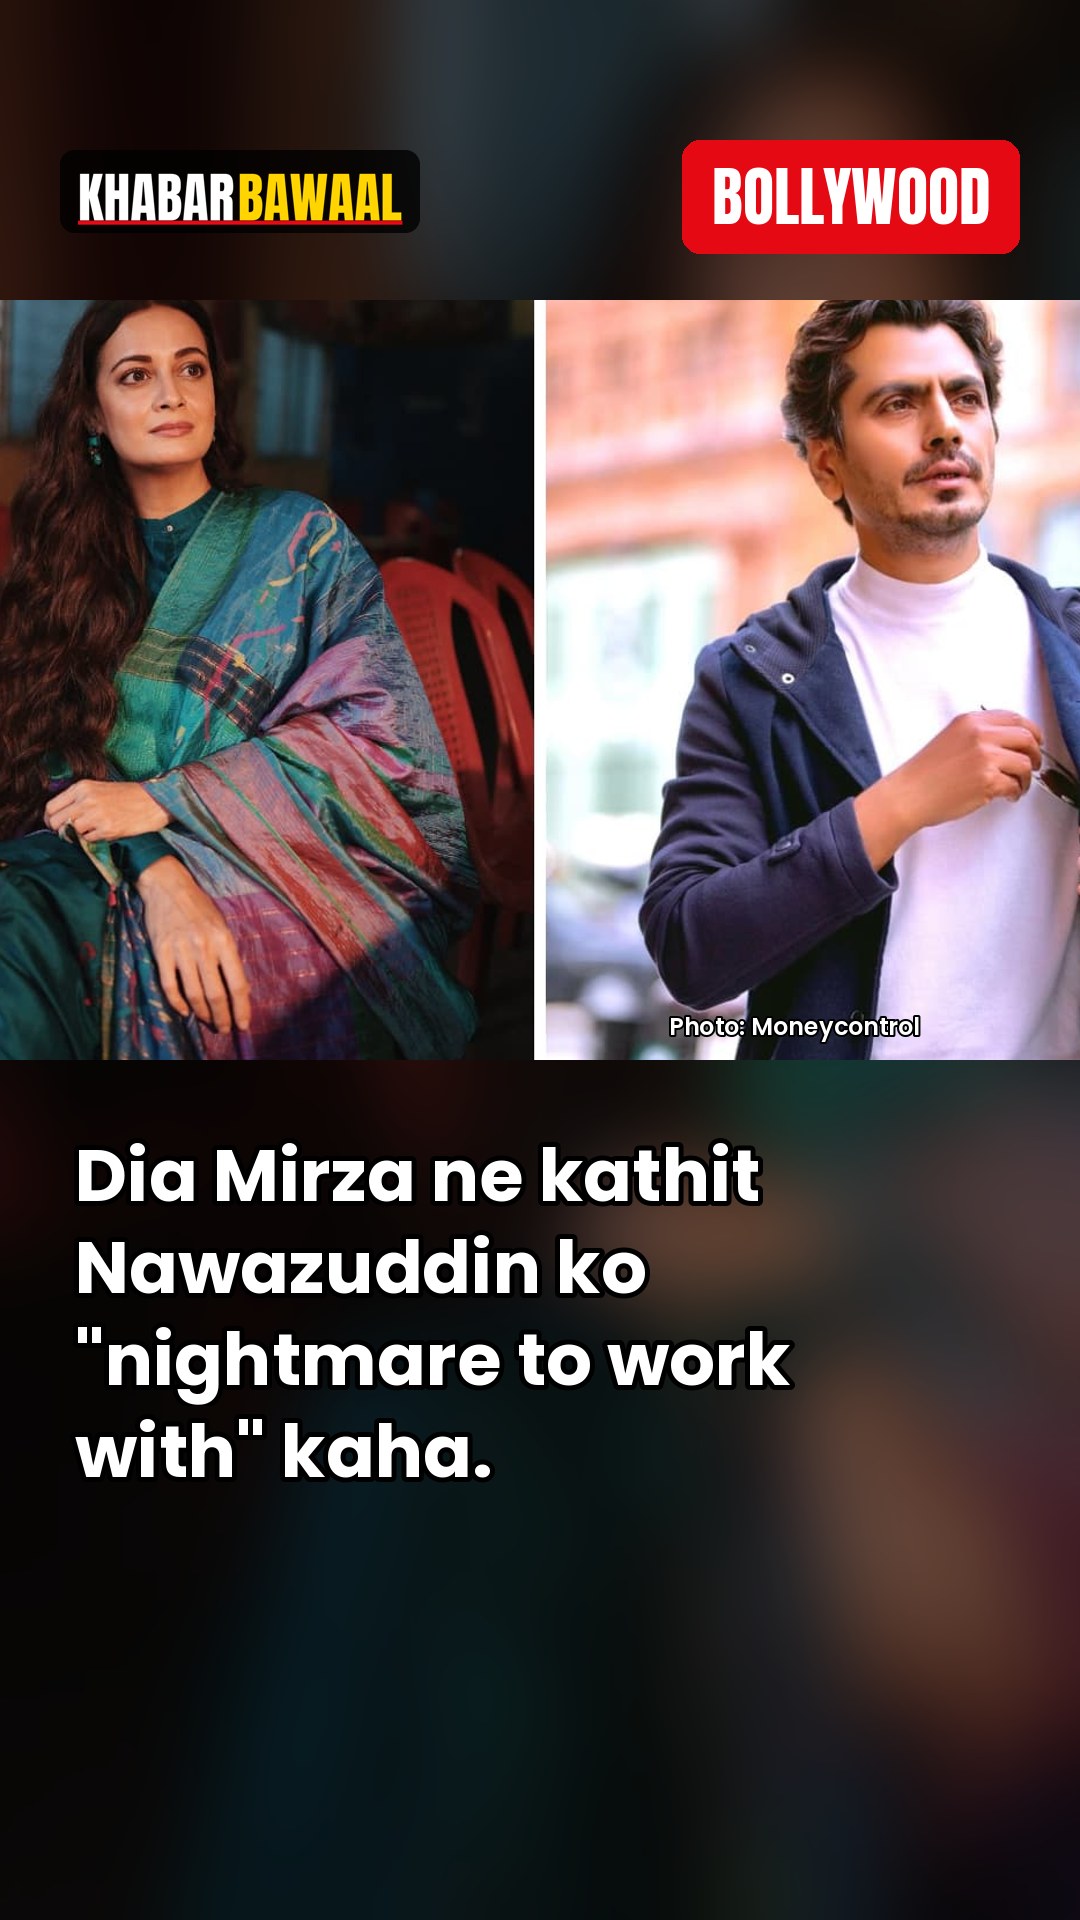 KHABARBAWAAL
BOLLYWOOD
Photo: Moneycontrol
Dia Mirza ne kathit
Nawazuddin ko
"nightmare to work
with" kaha.